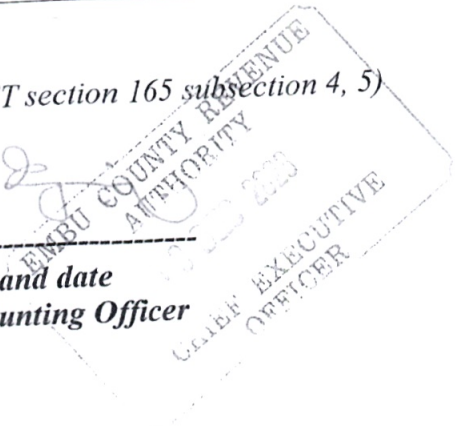 T section 165 subsection 4, 5)
EMBU COUNTY REVENUE
AUTHORITY
and date
unting Officer
CHIEF EXECUTIVE
OFFICER